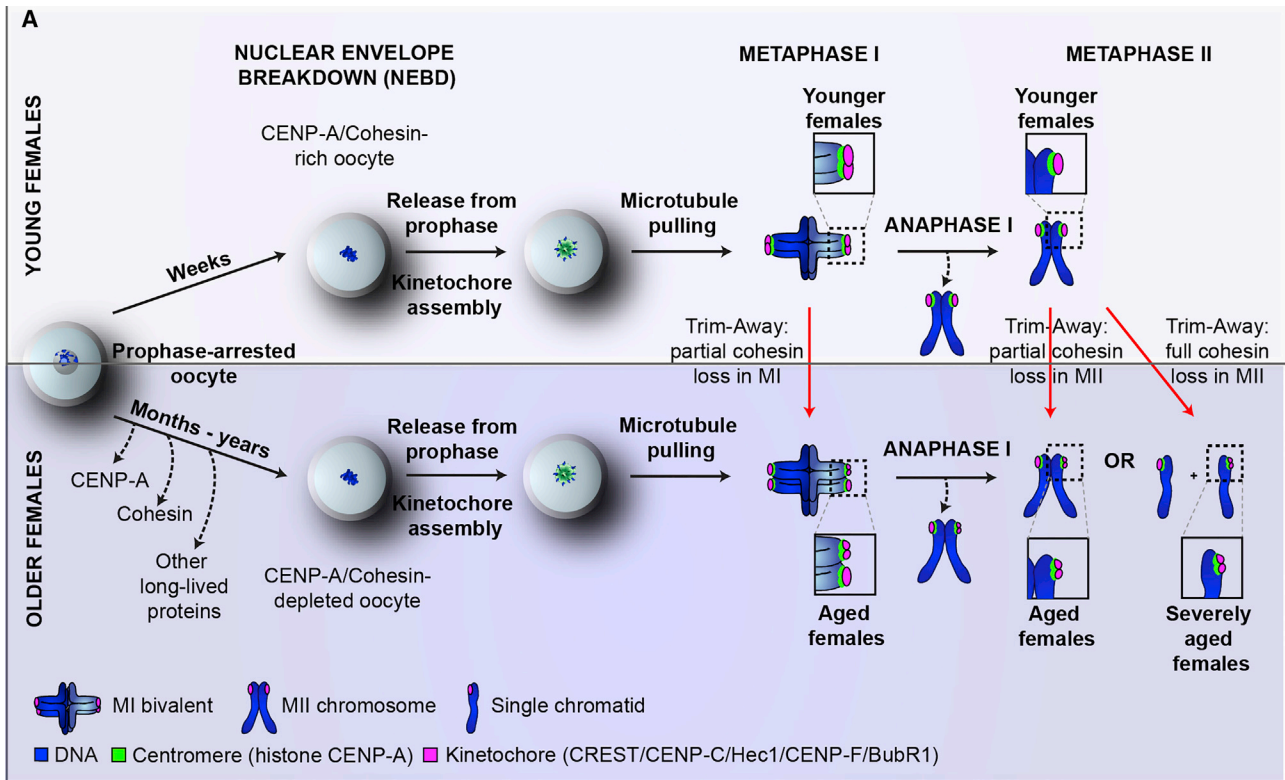 A
YOUNG FEMALES
NUCLEAR ENVELOPE
BREAKDOWN (NEBD)
METAPHASE I
METAPHASE II
CENP-A/Cohesin-
rich oocyte
Younger
females
Younger
females
Weeks
Release from
prophase
Kinetochore
assembly
Microtubule
pulling
ANAPHASE I
Prophase-arrested
oocyte
Trim-Away:
partial cohesin
loss in MI
Trim-Away:
partial cohesin
loss in MII
Trim-Away:
full cohesin
loss in MII
OLDER FEMALES
Months - years
CENP-A
Cohesin
Other
long-lived
proteins
Release from
prophase
Kinetochore
assembly
CENP-A/Cohesin-
depleted oocyte
Microtubule
pulling
ANAPHASE I
OR
+
Aged
females
Aged
females
Severely
aged
females
MI bivalent
MII chromosome
Single chromatid
DNA
Centromere (histone CENP-A)
Kinetochore (CREST/CENP-C/Hec1/CENP-F/BubR1)